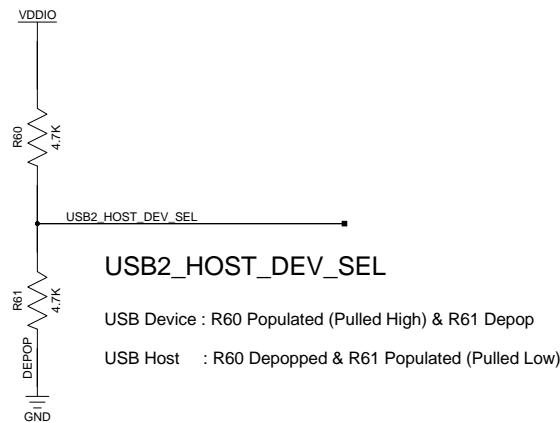 VDDIO
R60
4.7K
USB2_HOST_DEV_SEL
USB2_HOST_DEV_SEL
R61
4.7K
USB Device : R60 Populated (Pulled High) & R61 Depop
DEPOP
USB Host : R60 Depopped & R61 Populated (Pulled Low)
GND